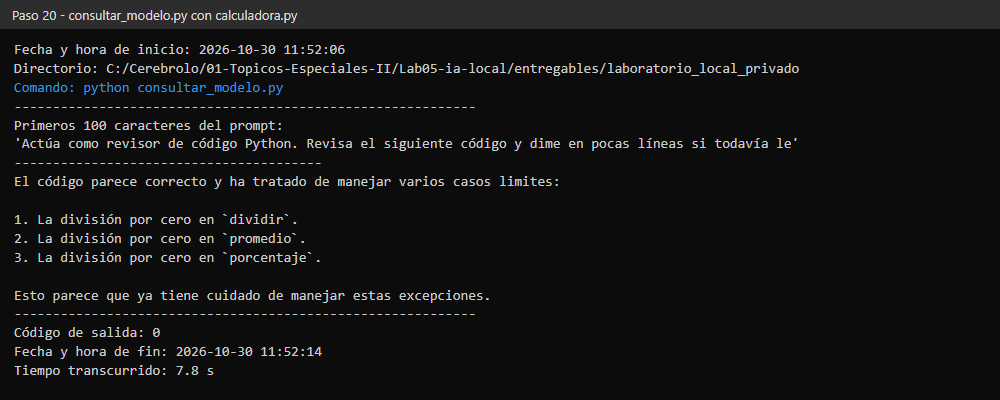 Paso 20 - consultar_modelo.py con calculadora.py
Fecha y hora de inicio: 2026-10-30 11:52:06
Directorio: C:/Cerebrolo/01-Topicos-Especiales-II/Lab05-ia-local/entregables/laboratorio_local_privado
Comando: python consultar_modelo.py
------------------------------------------------------------
Primeros 100 caracteres del prompt:
'Actúa como revisor de código Python. Revisa el siguiente código y dime en pocas líneas si todavía le'
----------------------------------------
El código parece correcto y ha tratado de manejar varios casos limites:
1. La división por cero en `dividir`.
2. La división por cero en `promedio`.
3. La división por cero en `porcentaje`.
Esto parece que ya tiene cuidado de manejar estas excepciones.
------------------------------------------------------------
Código de salida: 0
Fecha y hora de fin: 2026-10-30 11:52:14
Tiempo transcurrido: 7.8 s